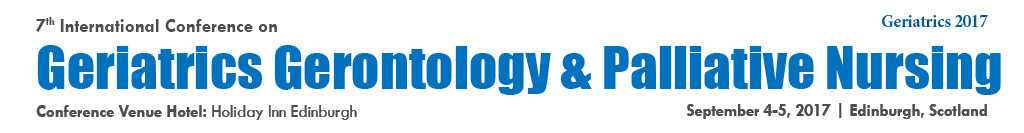 7th International Conference on
Geriatrics 2017
Geriatrics Gerontology & Palliative Nursing
Conference Venue Hotel: Holiday Inn Edinburgh
September 4-5, 2017 | Edinburgh, Scotland